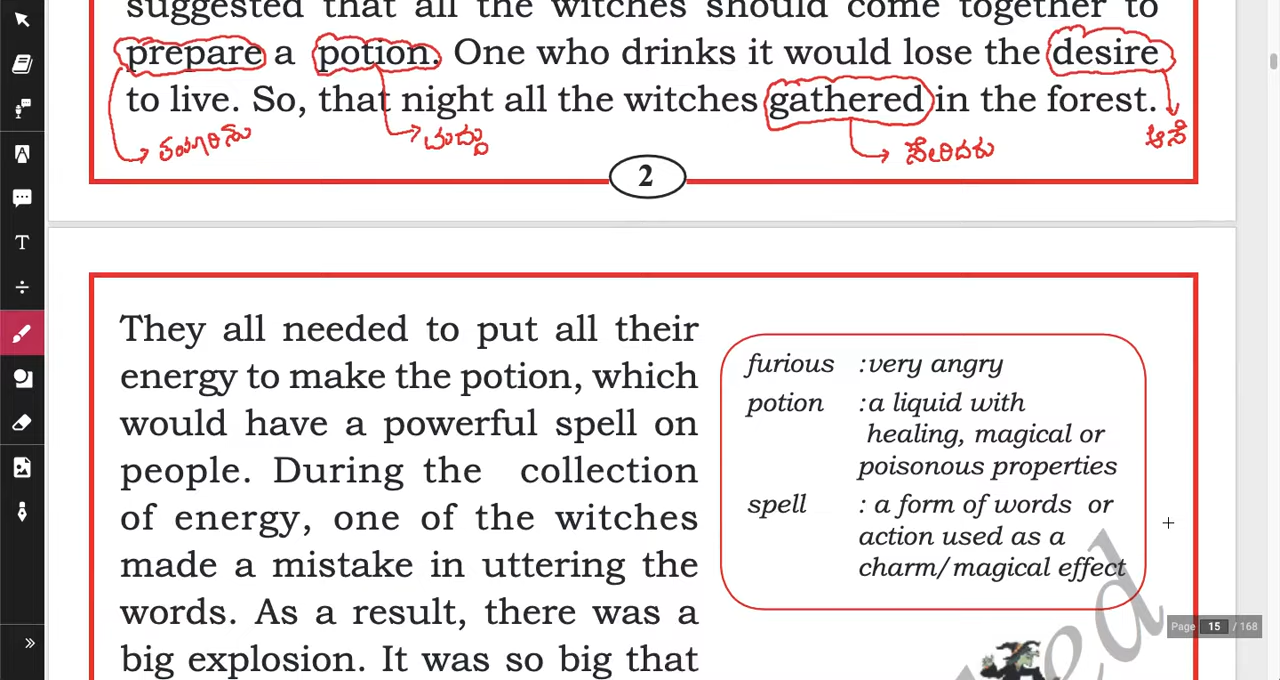 suggested that all the witches should come together to
prepare a potion. One who drinks it would lose the desire
to live. So, that night all the witches gathered in the forest.
ತಯಾರಿಸು ಮದ್ದು ಸೇರಿದರು ಆಸೆ
2
They all needed to put all their
energy to make the potion, which
would have a powerful spell on
people. During the collection
of energy, one of the witches
made a mistake in uttering the
words. As a result, there was a
big explosion. It was so big that
furious :very angry
potion :a liquid with
healing, magical or
poisonous properties
spell : a form of words or
action used as a
charm/magical effect
Page 15 / 168